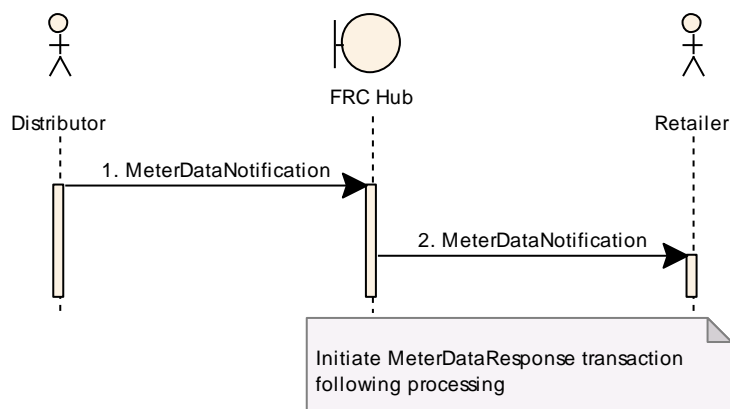 FRC Hub
Distributor
Retailer
1. MeterDataNotification
2. MeterDataNotification
Initiate MeterDataResponse transaction
following processing